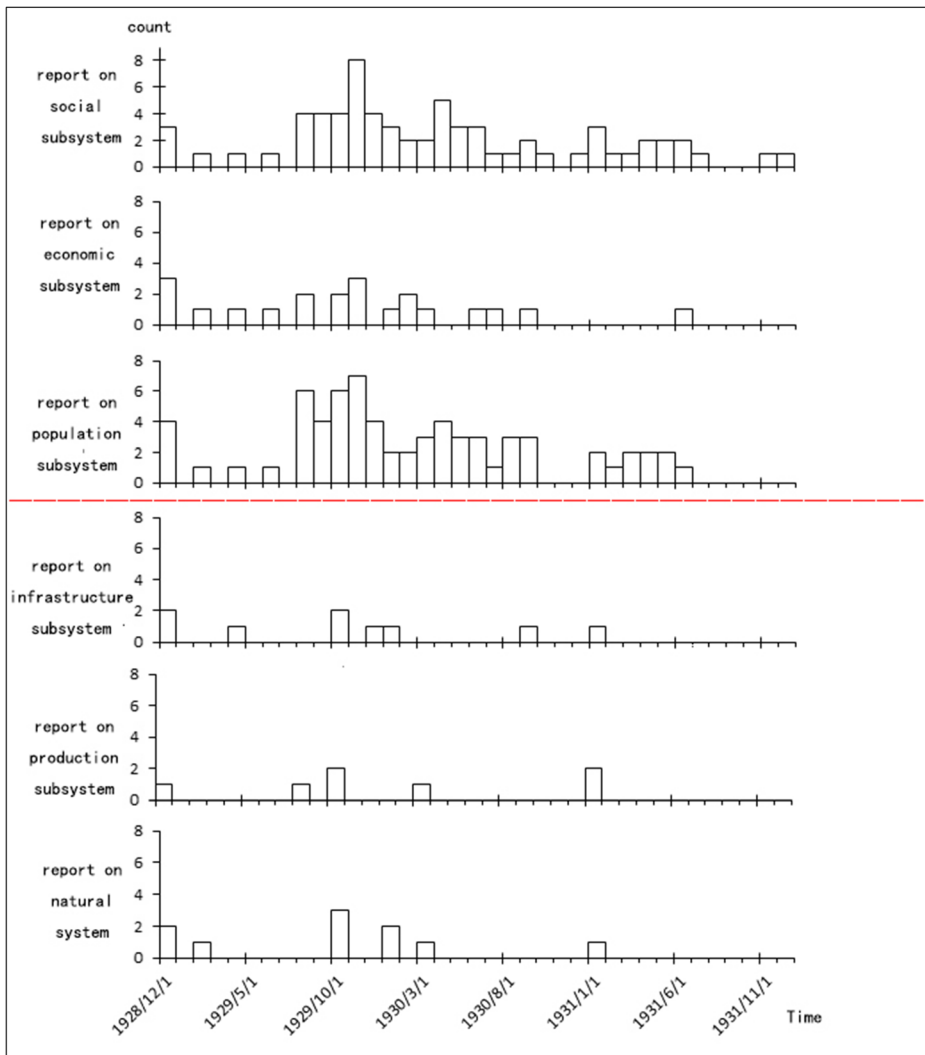 count
report on
social
subsystem
8
6
4
2
0
report on
economic
subsystem
8
6
4
2
0
report on
population
subsystem
8
6
4
2
0
report on
infrastructure
subsystem
8
6
4
2
0
report on
production
subsystem
8
6
4
2
0
report on
natural
system
8
6
4
2
0
1928/12/1
1929/5/1
1929/10/1
1930/3/1
1930/8/1
1931/1/1
1931/6/1
1931/11/1
Time